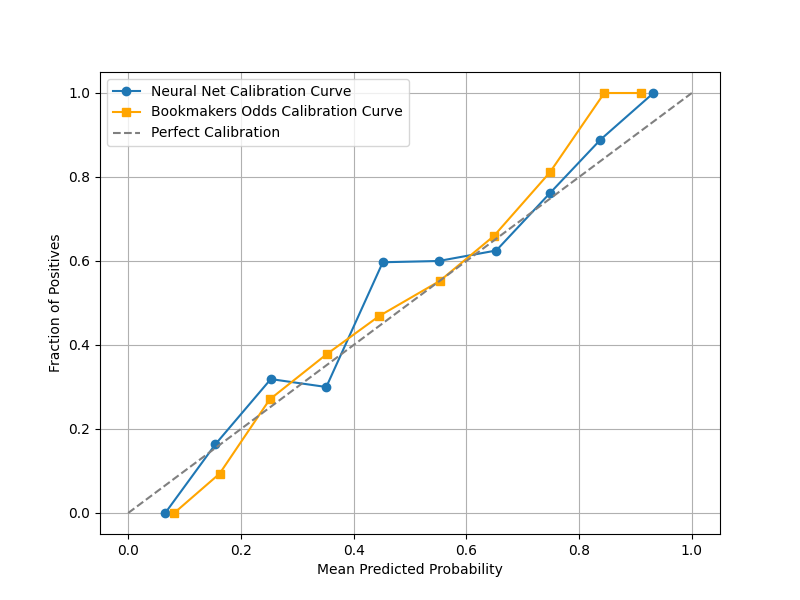 Neural Net Calibration Curve
Bookmakers Odds Calibration Curve
Perfect Calibration
1.0
0.8
0.6
0.4
0.2
0.0
Fraction of Positives
0.0 0.2 0.4 0.6 0.8 1.0
Mean Predicted Probability